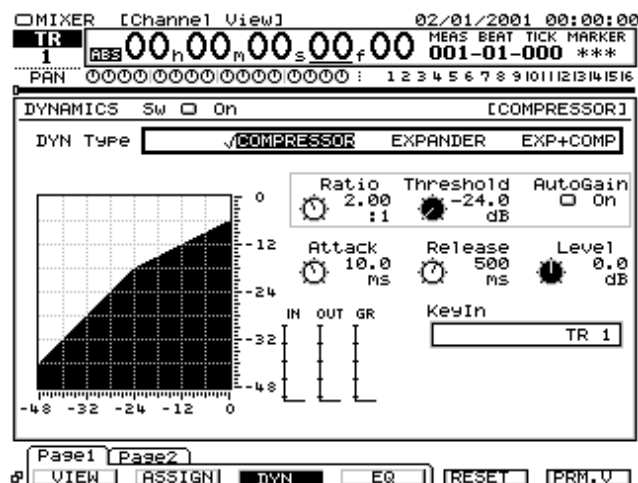 MIXER [Channel View] 02/01/2001 00:00:00
TR 1 ABS 00h00m00s00f00 MEAS BEAT TICK MARKER
001-01-000 ***
PAN 1 2 3 4 5 6 7 8 9 10 11 12 13 14 15 16
DYNAMICS Sw On [COMPRESSOR]
DYN Type √COMPRESSOR EXPANDER EXP+COMP
Ratio Threshold AutoGain
2.00 :1 -24.0 dB On
Attack Release Level
10.0 ms 500 ms 0.0 dB
0
-12
-24
-32
-48
-48 -32 -24 -12 0
IN OUT GR
KeyIn
TR 1
Page1 Page2
VIEW ASSIGN DYN EQ RESET PRM.V